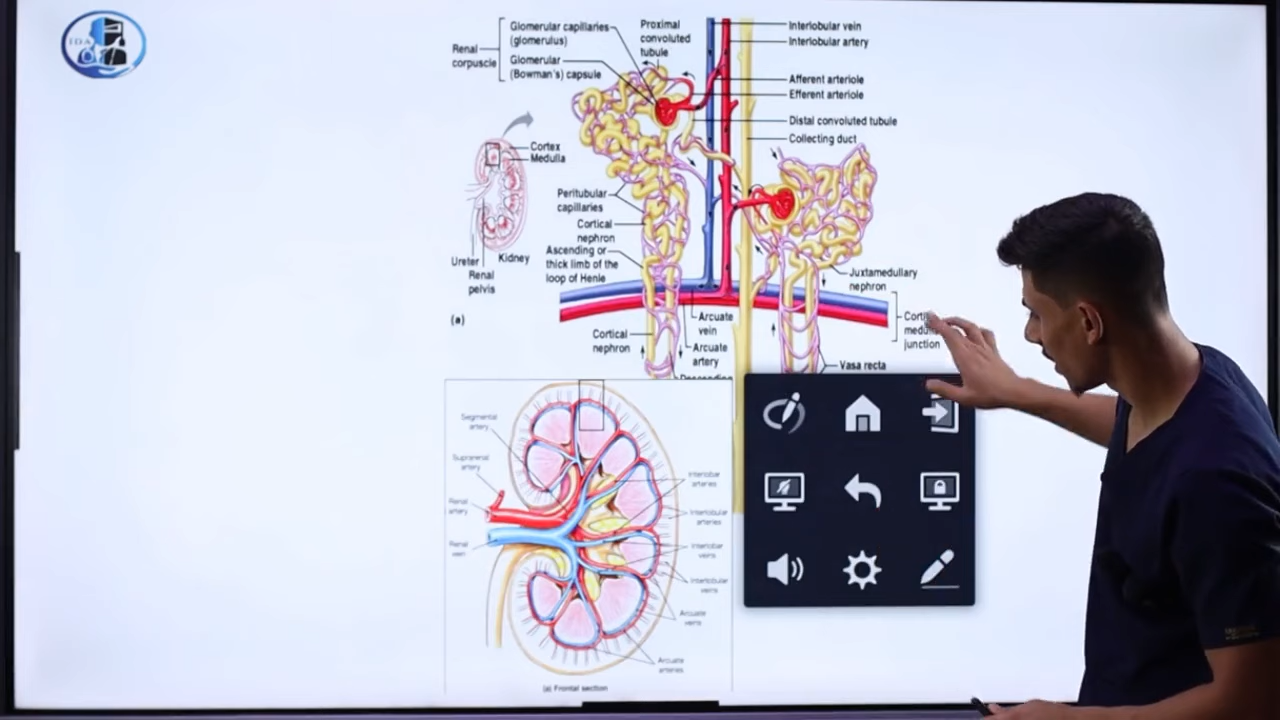 IDA
Renal
corpuscle
Glomerular capillaries
(glomerulus)
Glomerular
(Bowman's) capsule
Proximal
convoluted
tubule
Interlobular vein
Interlobular artery
Afferent arteriole
Efferent arteriole
Distal convoluted tubule
Collecting duct
Cortex
Medulla
Peritubular
capillaries
Cortical
nephron
Ascending or
thick limb of the
loop of Henle
Ureter
Renal
pelvis
Kidney
(a)
Juxtamedullary
nephron
junction
Arcuate
vein
Cortical
nephron
Arcuate
artery
Vasa recta
Descending
Segmental
artery
Suprarenal
artery
Renal
artery
Renal
vein
Interlobar
arteries
Interlobular
arteries
Interlobar
veins
Interlobular
veins
Arcuate
veins
Arcuate
arteries
(a) Frontal section